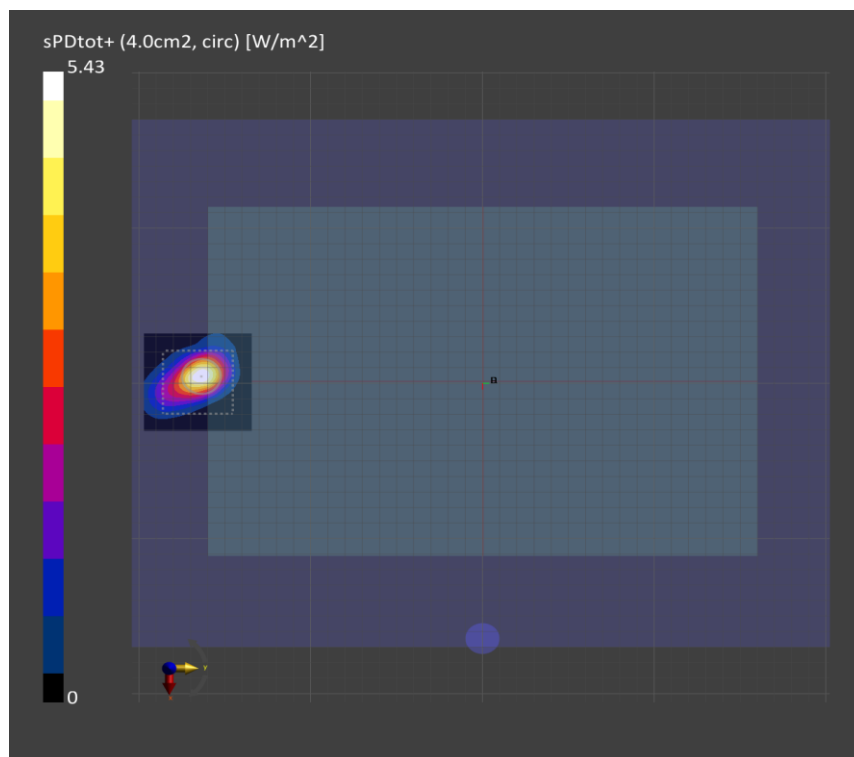 sPDtot+ (4.0cm2, circ) [W/m^2]
5.43
0
Y